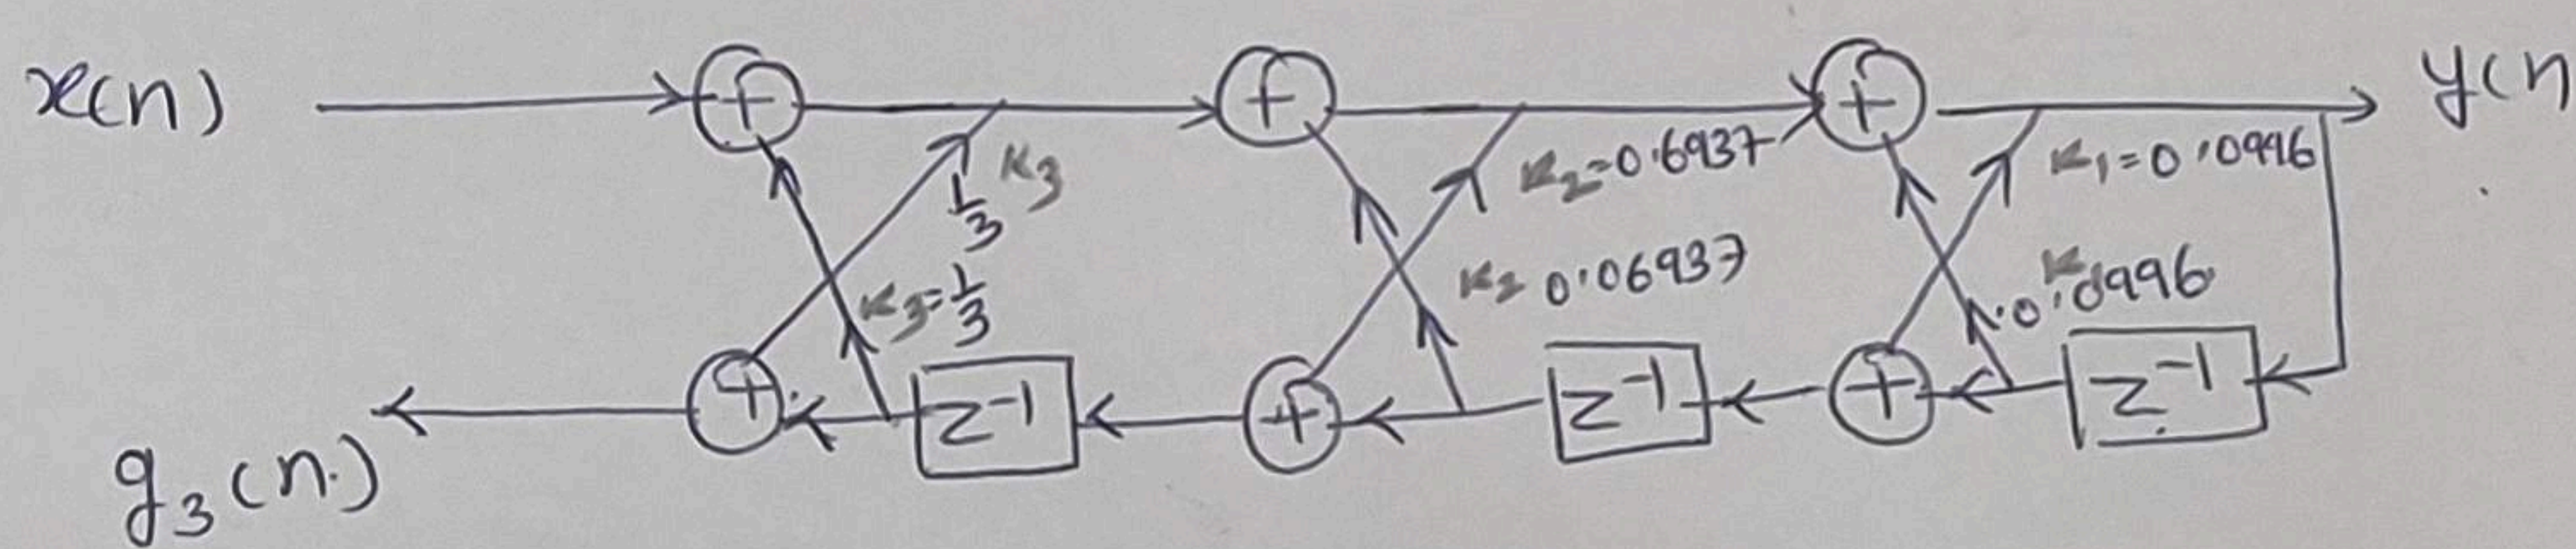 x(n) + + + y(n
K3 K2=0.6937 K1=0.0996
1/3
K2 0.06937 K 0.0996
K3=1/3
+ z⁻¹ + z⁻¹ + z⁻¹
g3(n)